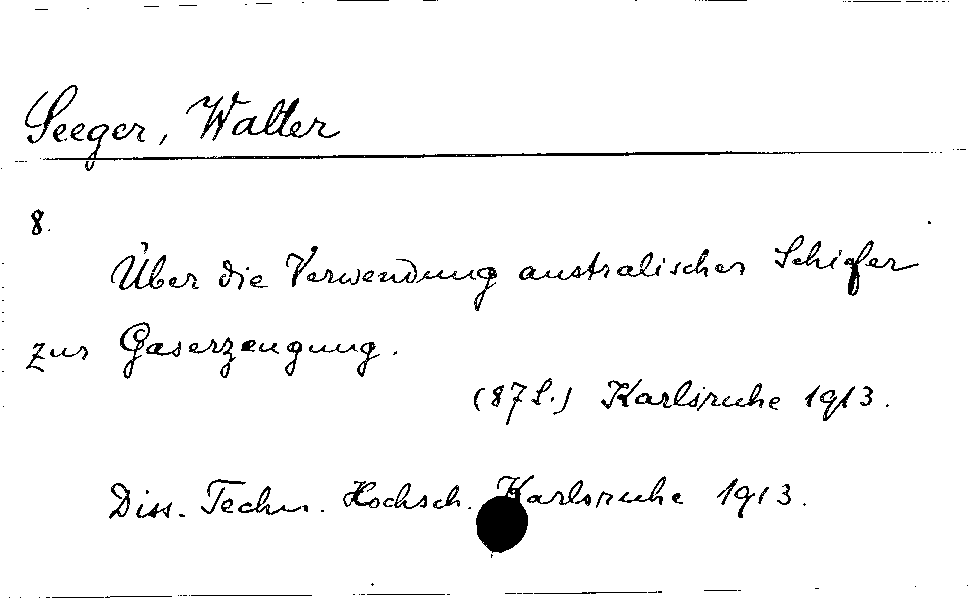 Seeger, Walter
8.
Über die Verwendung australischer Schiefer
zur Gaserzeugung.
(87 S.) Karlsruhe 1913.
Diss. Techn. Hochsch. Karlsruhe 1913.